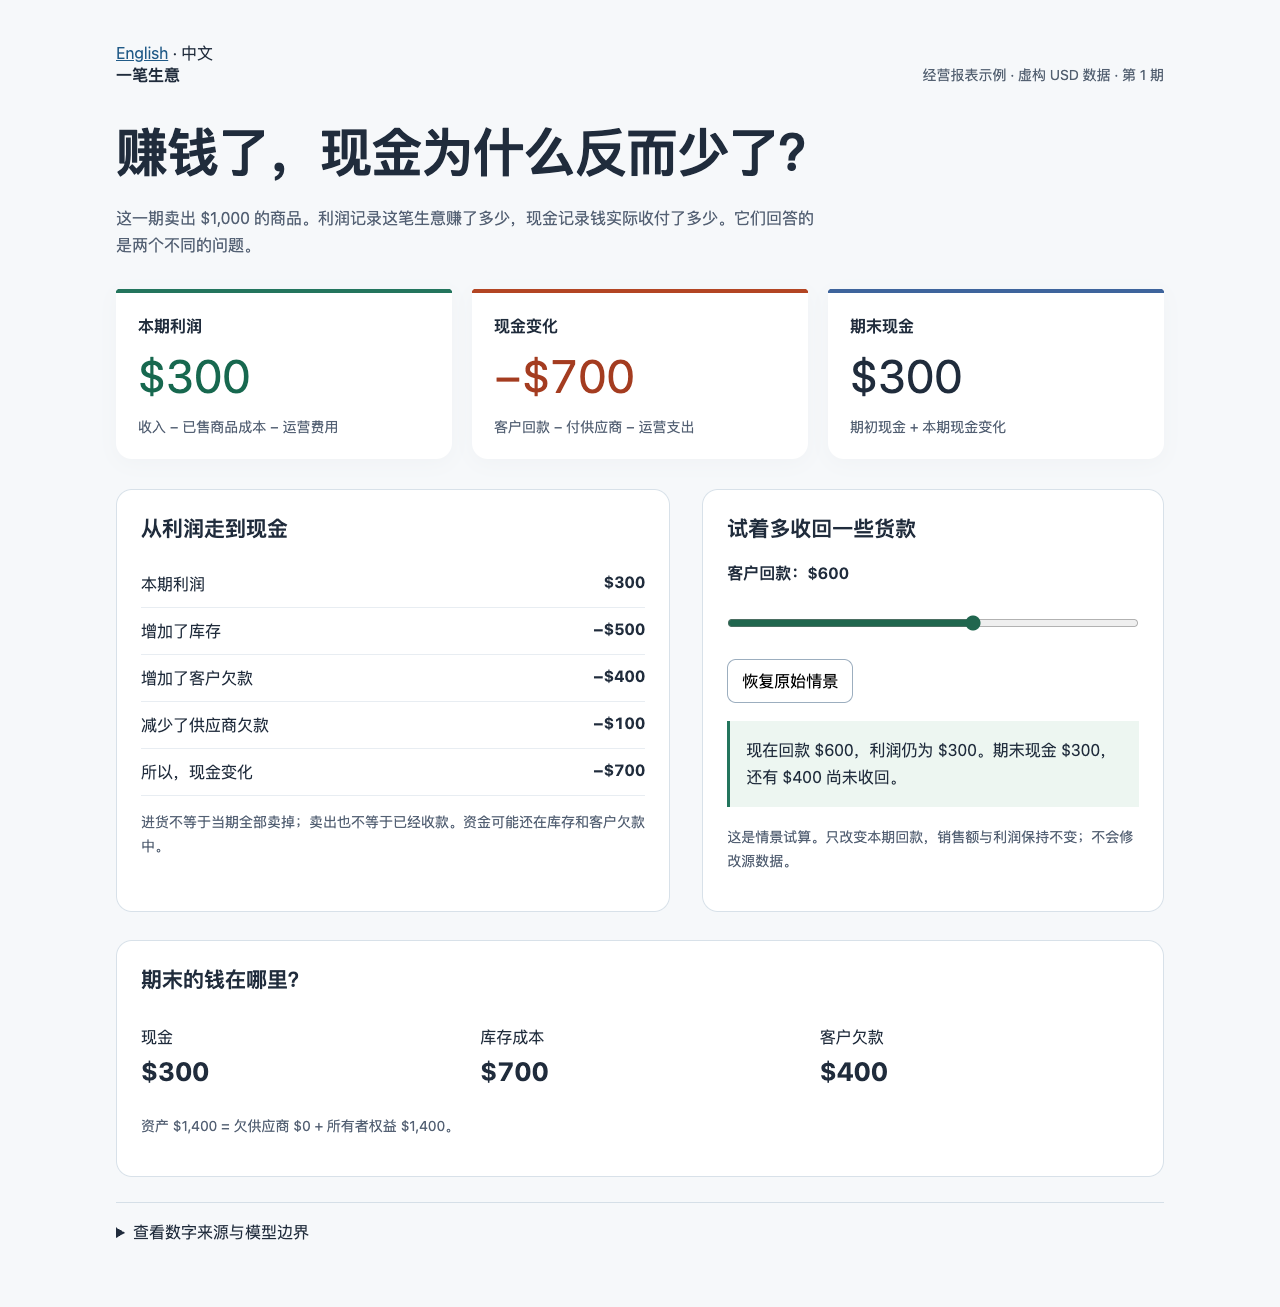 English · 中文
一笔生意
经营报表示例 · 虚构 USD 数据 · 第 1 期
赚钱了，现金为什么反而少了？
这一期卖出 $1,000 的商品。利润记录这笔生意赚了多少，现金记录钱实际收付了多少。它们回答的
是两个不同的问题。
本期利润
$300
收入 − 已售商品成本 − 运营费用
现金变化
−$700
客户回款 − 付供应商 − 运营支出
期末现金
$300
期初现金 + 本期现金变化
从利润走到现金
本期利润 $300
增加了库存 −$500
增加了客户欠款 −$400
减少了供应商欠款 −$100
所以，现金变化 −$700
进货不等于当期全部卖掉；卖出也不等于已经收款。资金可能还在库存和客户欠款
中。
试着多收回一些货款
客户回款：$600
恢复原始情景
现在回款 $600，利润仍为 $300。期末现金 $300，
还有 $400 尚未收回。
这是情景试算。只改变本期回款，销售额与利润保持不变；不会修
改源数据。
期末的钱在哪里？
现金
$300
库存成本
$700
客户欠款
$400
资产 $1,400 = 欠供应商 $0 + 所有者权益 $1,400。
查看数字来源与模型边界